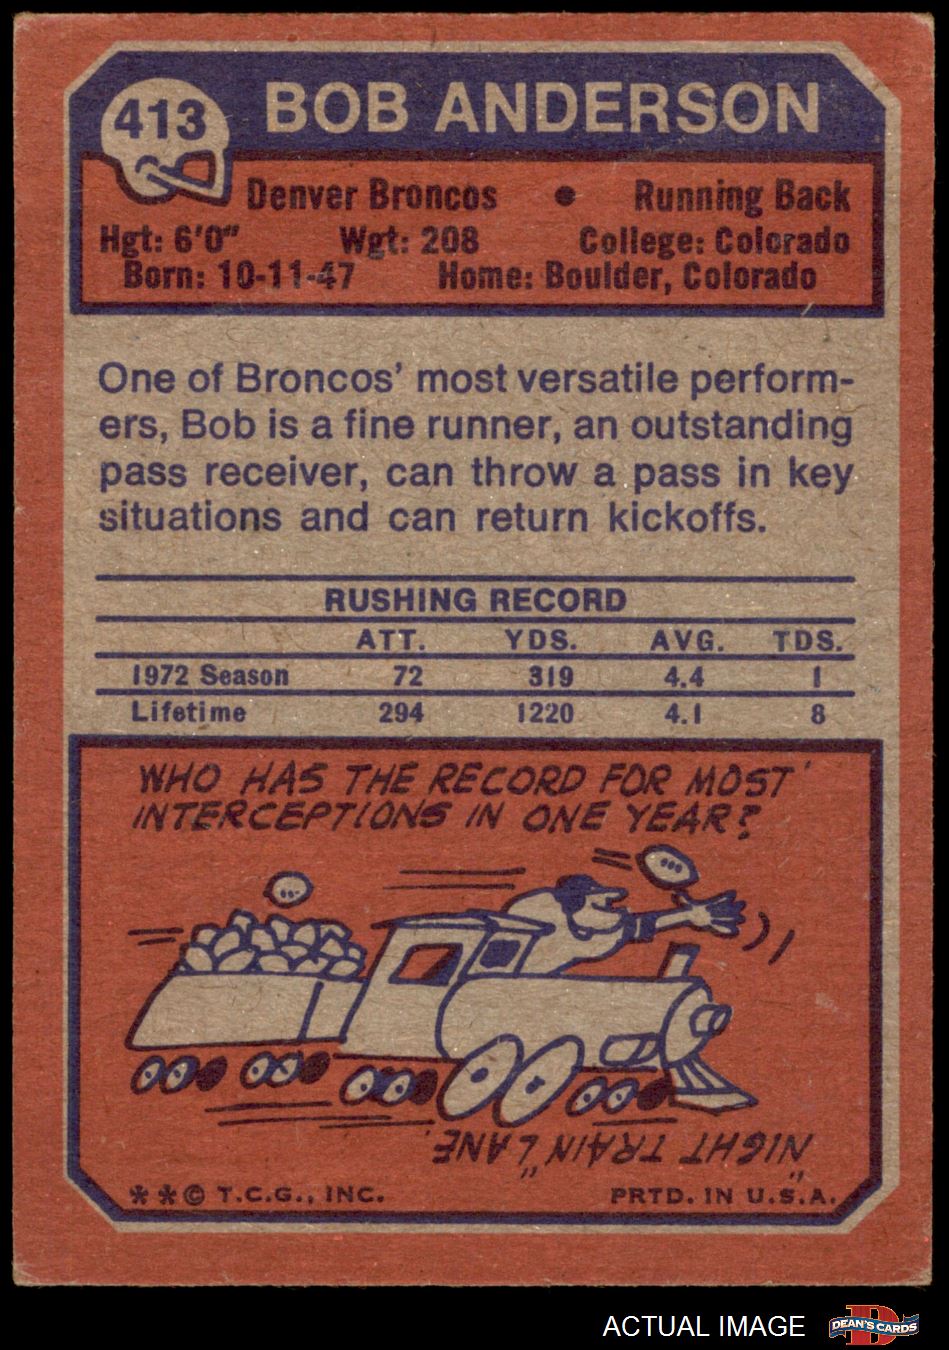 413
BOB ANDERSON
Denver Broncos • Running Back
Hgt: 6'0" Wgt: 208 College: Colorado
Born: 10-11-47 Home: Boulder, Colorado
One of Broncos' most versatile perform-
ers, Bob is a fine runner, an outstanding
pass receiver, can throw a pass in key
situations and can return kickoffs.
RUSHING RECORD
ATT. YDS. AVG. TDS.
1972 Season 72 319 4.4 1
Lifetime 294 1220 4.1 8
WHO HAS THE RECORD FOR MOST
INTERCEPTIONS IN ONE YEAR?
"NIGHT TRAIN" LANE.
**© T.C.G., INC. PRTD. IN U.S.A.
ACTUAL IMAGE
D
DEAN'S CARDS